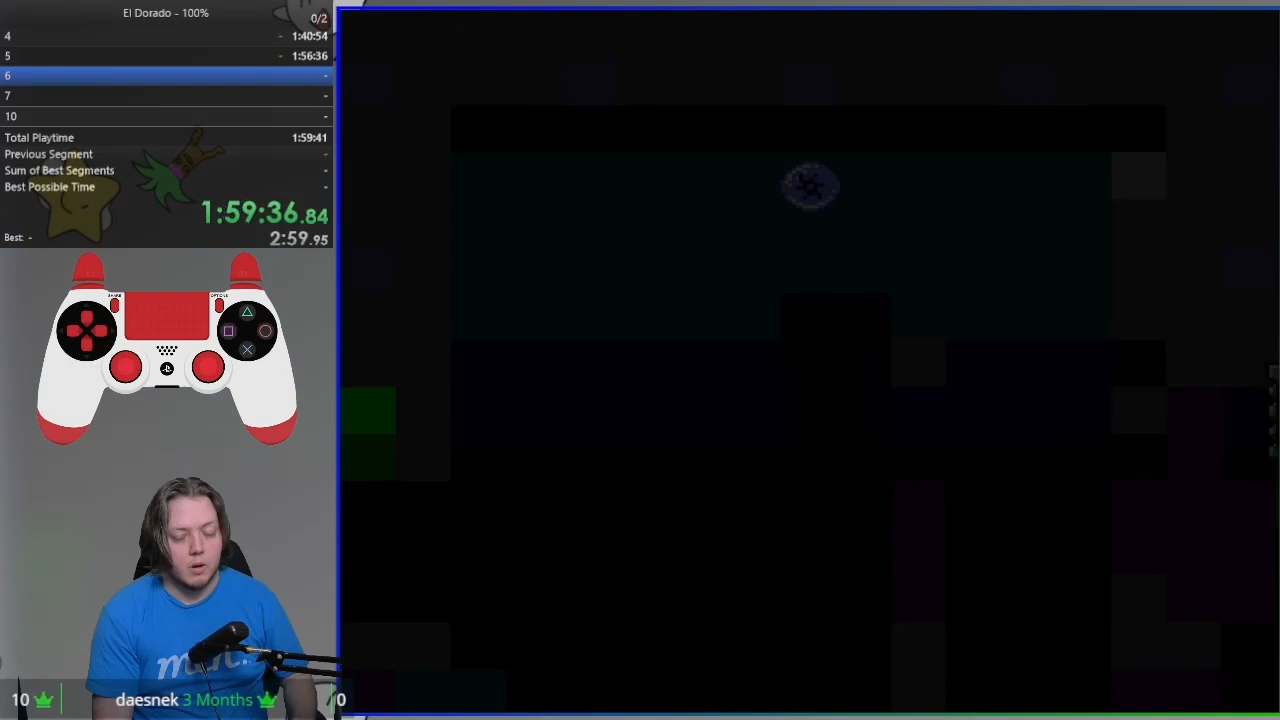 El Dorado - 100%
0/2
4 - 1:40:54
5 - 1:56:36
6 -
7 -
10 -
Total Playtime 1:59:41
Previous Segment -
Sum of Best Segments -
Best Possible Time -
1:59:36.84
Best: - 2:59.95
SHARE OPTIONS
10 daesnek 3 Months /0